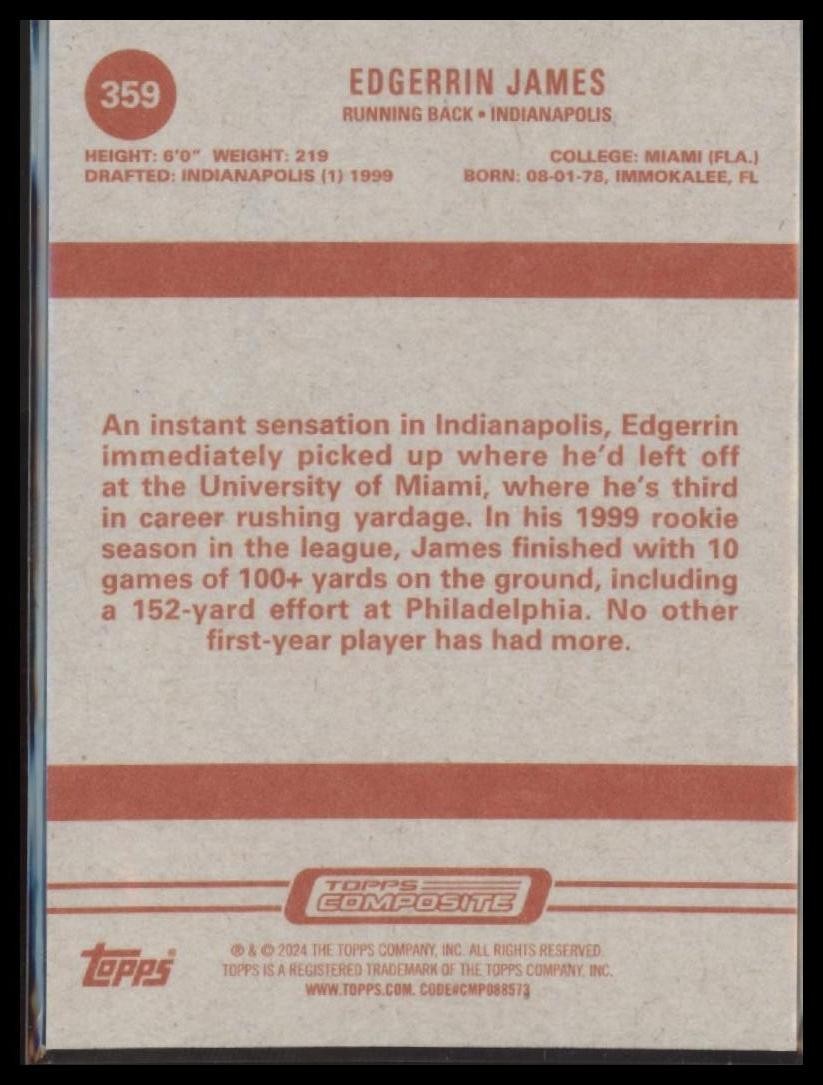 359
EDGERRIN JAMES
RUNNING BACK • INDIANAPOLIS
HEIGHT: 6'0" WEIGHT: 219
DRAFTED: INDIANAPOLIS (1) 1999
COLLEGE: MIAMI (FLA.)
BORN: 08-01-78, IMMOKALEE, FL
An instant sensation in Indianapolis, Edgerrin
immediately picked up where he'd left off
at the University of Miami, where he's third
in career rushing yardage. In his 1999 rookie
season in the league, James finished with 10
games of 100+ yards on the ground, including
a 152-yard effort at Philadelphia. No other
first-year player has had more.
TOPPS
COMPOSITE
topps®
® & © 2024 THE TOPPS COMPANY, INC. ALL RIGHTS RESERVED.
TOPPS IS A REGISTERED TRADEMARK OF THE TOPPS COMPANY, INC.
WWW.TOPPS.COM. CODE#CMP088573